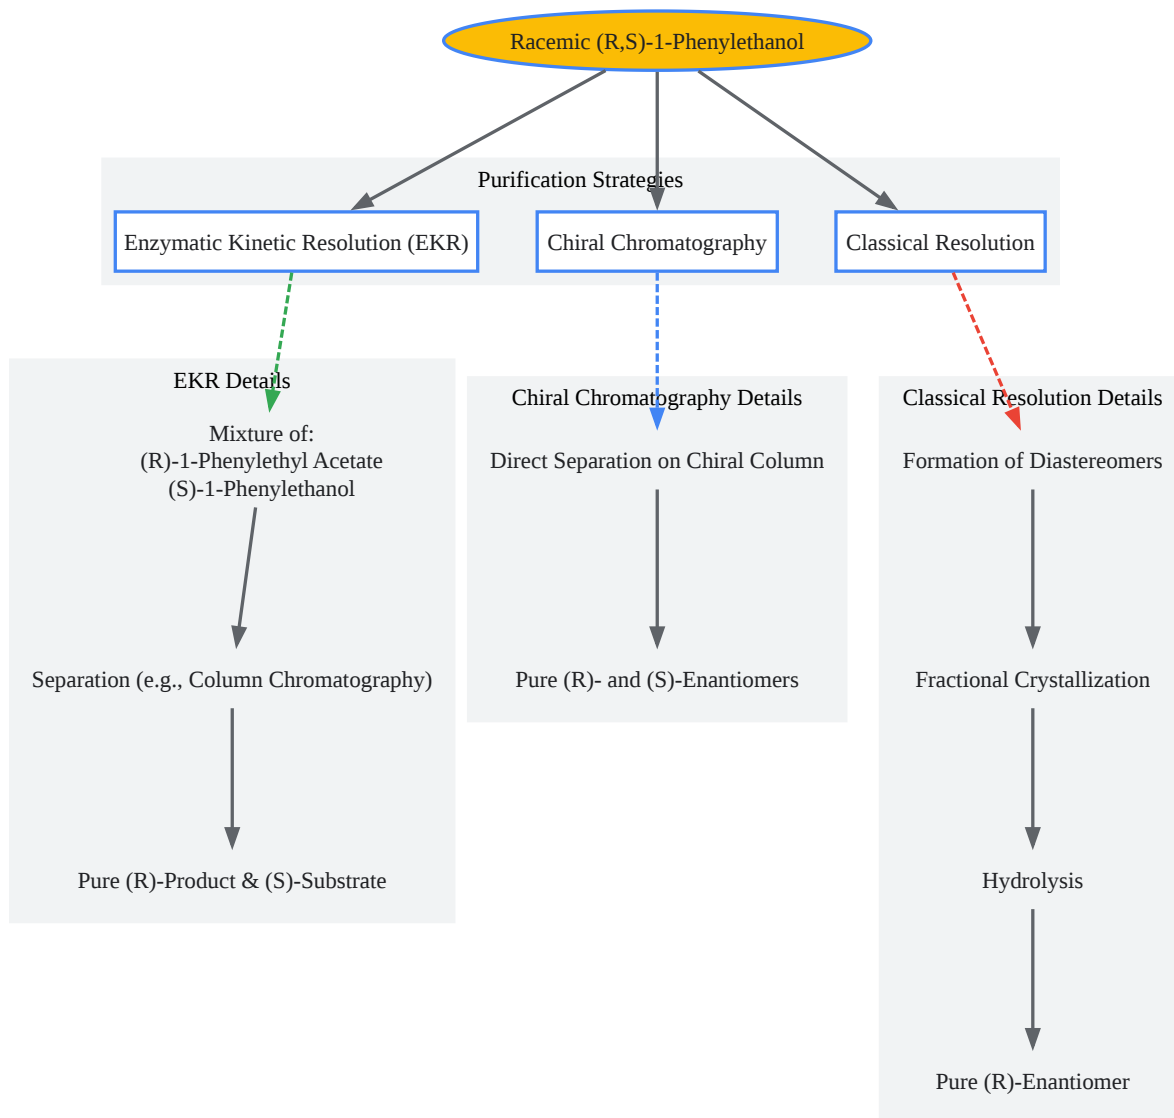 Racemic (R,S)-1-Phenylethanol
Purification Strategies
Enzymatic Kinetic Resolution (EKR)
Chiral Chromatography
Classical Resolution
EKR Details
Mixture of:
(R)-1-Phenylethyl Acetate
(S)-1-Phenylethanol
Separation (e.g., Column Chromatography)
Pure (R)-Product & (S)-Substrate
Chiral Chromatography Details
Direct Separation on Chiral Column
Pure (R)- and (S)-Enantiomers
Classical Resolution Details
Formation of Diastereomers
Fractional Crystallization
Hydrolysis
Pure (R)-Enantiomer